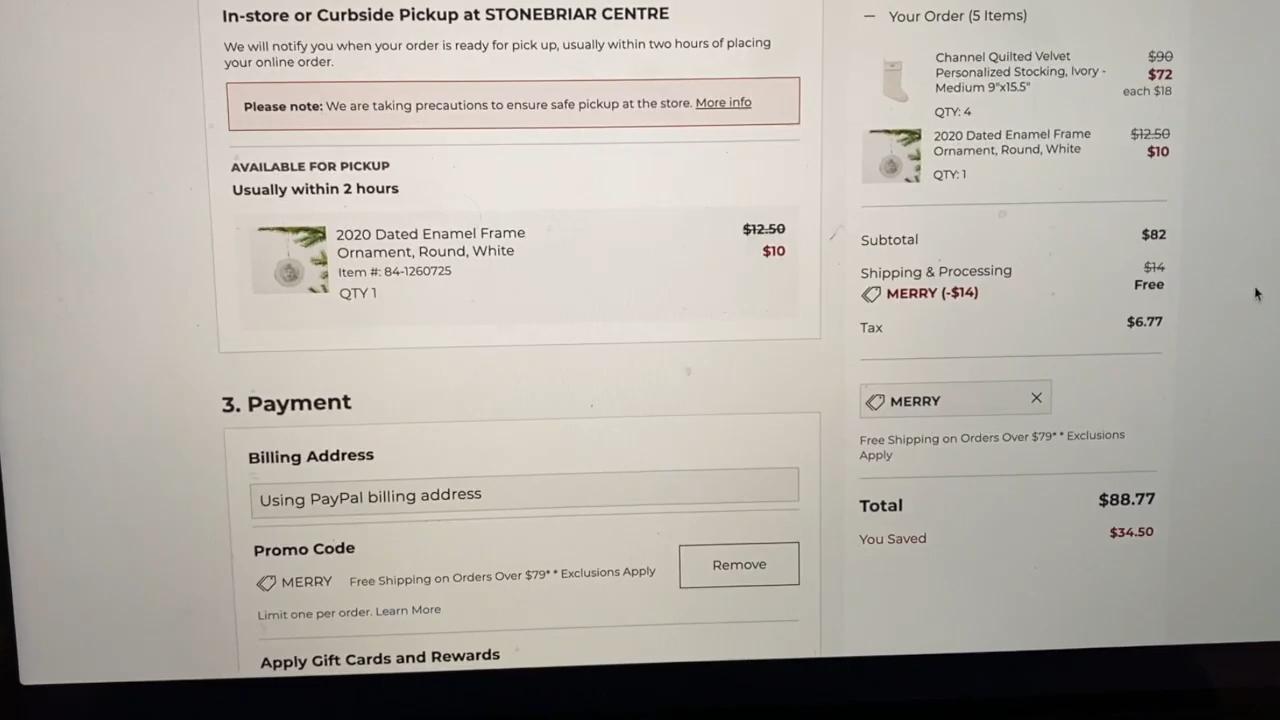 In-store or Curbside Pickup at STONEBRIAR CENTRE
We will notify you when your order is ready for pick up, usually within two hours of placing
your online order.
Please note: We are taking precautions to ensure safe pickup at the store. More info
AVAILABLE FOR PICKUP
Usually within 2 hours
2020 Dated Enamel Frame
Ornament, Round, White
Item #: 84-1260725
QTY 1
$12.50
$10
3. Payment
Billing Address
Using PayPal billing address
Promo Code
MERRY Free Shipping on Orders Over $79** Exclusions Apply
Remove
Limit one per order. Learn More
Apply Gift Cards and Rewards
— Your Order (5 Items)
Channel Quilted Velvet
Personalized Stocking, Ivory -
Medium 9"x15.5"
QTY: 4
$90
$72
each $18
2020 Dated Enamel Frame
Ornament, Round, White
QTY: 1
$12.50
$10
Subtotal $82
Shipping & Processing $14
MERRY (-$14) Free
Tax $6.77
MERRY ×
Free Shipping on Orders Over $79** Exclusions
Apply
Total $88.77
You Saved $34.50